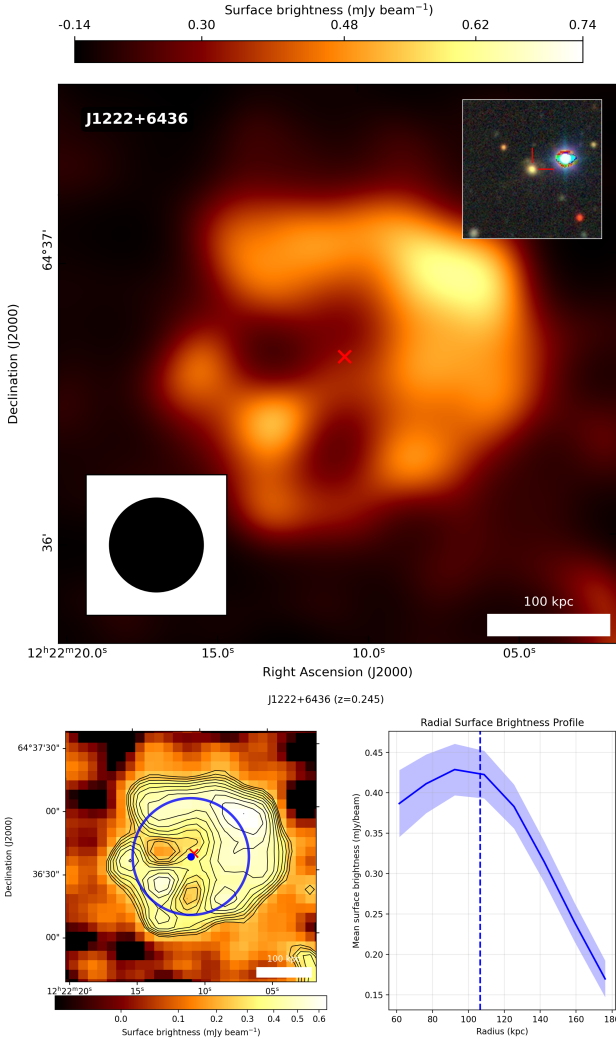 Surface brightness (mJy beam⁻¹)
-0.14 0.30 0.48 0.62 0.74
J1222+6436
64°37'
36'
Declination (J2000)
100 kpc
12ʰ22ᵐ20.0ˢ 15.0ˢ 10.0ˢ 05.0ˢ
Right Ascension (J2000)
J1222+6436 (z=0.245)
64°37'30"
00"
36'30"
00"
Declination (J2000)
100 kpc
12ʰ22ᵐ20ˢ 15ˢ 10ˢ 05ˢ
0.0 0.1 0.2 0.3 0.4 0.5 0.6
Surface brightness (mJy beam⁻¹)
Radial Surface Brightness Profile
0.45
0.40
0.35
0.30
0.25
0.20
0.15
Mean surface brightness (mJy/beam)
60 80 100 120 140 160 180
Radius (kpc)